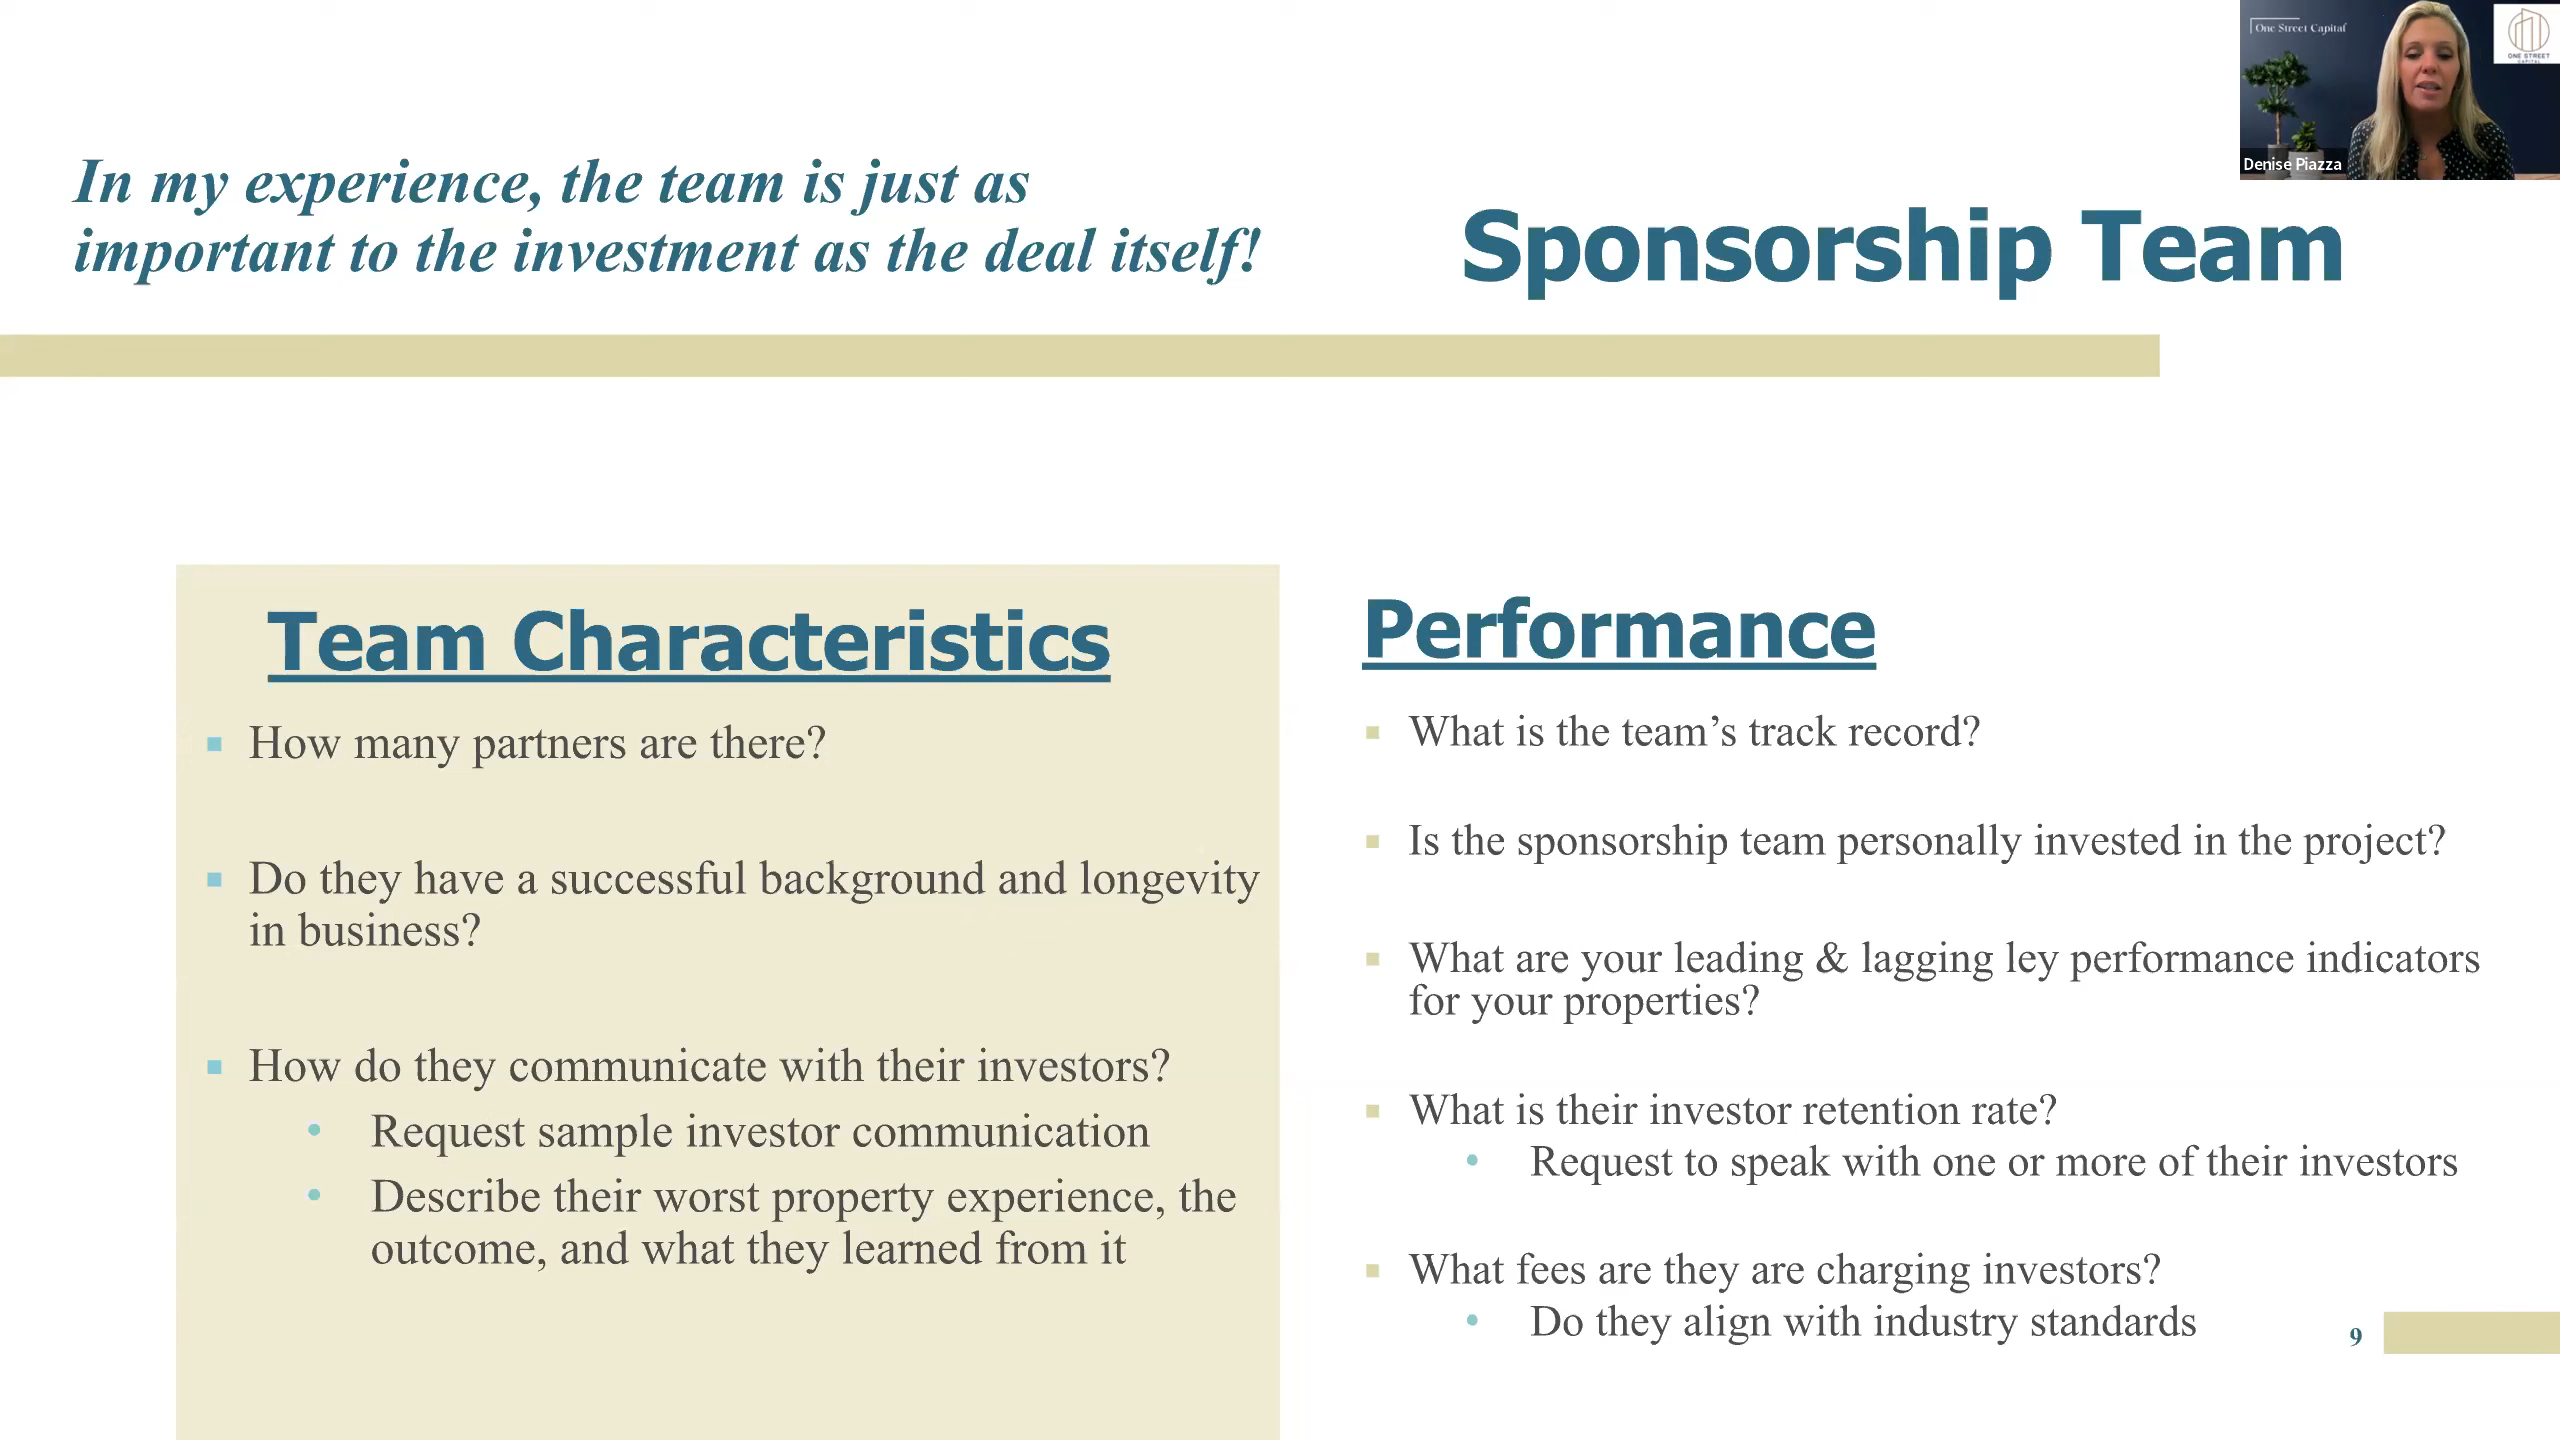 One Street Capital
ONE STREET
CAPITAL
Denise Piazza
In my experience, the team is just as
important to the investment as the deal itself!
Sponsorship Team
Team Characteristics
How many partners are there?
Do they have a successful background and longevity
in business?
How do they communicate with their investors?
Request sample investor communication
Describe their worst property experience, the
outcome, and what they learned from it
Performance
What is the team’s track record?
Is the sponsorship team personally invested in the project?
What are your leading & lagging ley performance indicators
for your properties?
What is their investor retention rate?
Request to speak with one or more of their investors
What fees are they are charging investors?
Do they align with industry standards
9